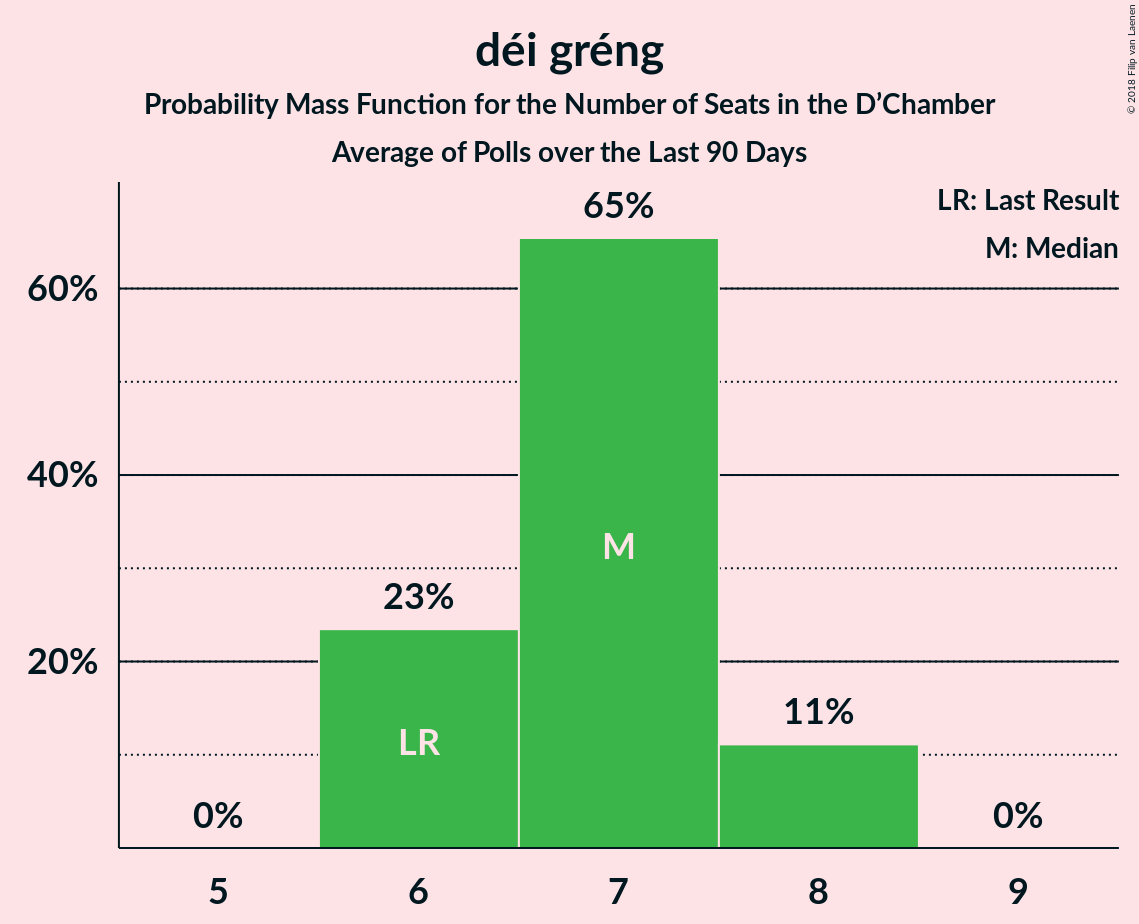 déi gréng
Probability Mass Function for the Number of Seats in the D’Chamber
Average of Polls over the Last 90 Days
© 2018 Filip van Laenen
LR: Last Result
M: Median
65%
60%
40%
M
23%
20%
11%
LR
0%
0%
5 6 7 8 9